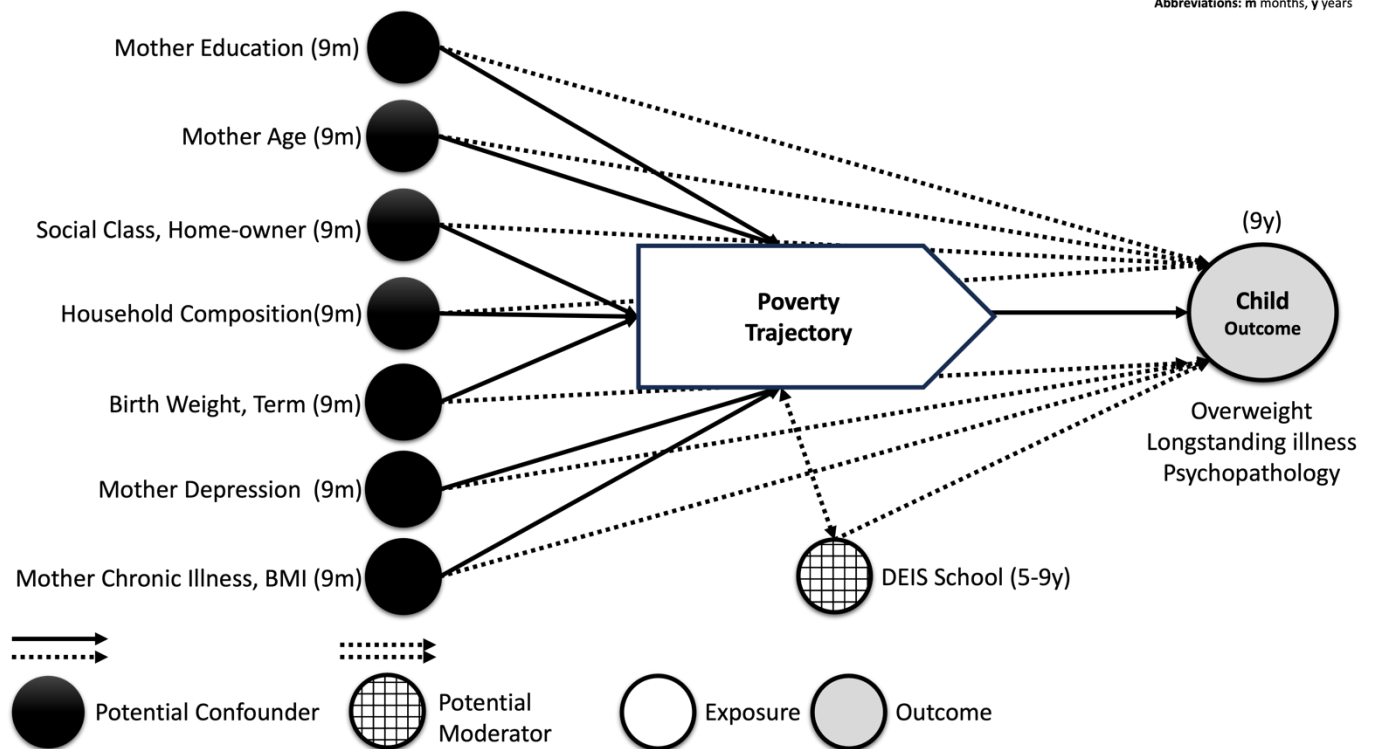 Abbreviations: m months, y years
Mother Education (9m)
Mother Age (9m)
Social Class, Home-owner (9m)
Household Composition(9m)
Birth Weight, Term (9m)
Mother Depression (9m)
Mother Chronic Illness, BMI (9m)
Poverty
Trajectory
(9y)
Child
Outcome
Overweight
Longstanding illness
Psychopathology
DEIS School (5-9y)
Potential Confounder
Potential
Moderator
Exposure
Outcome